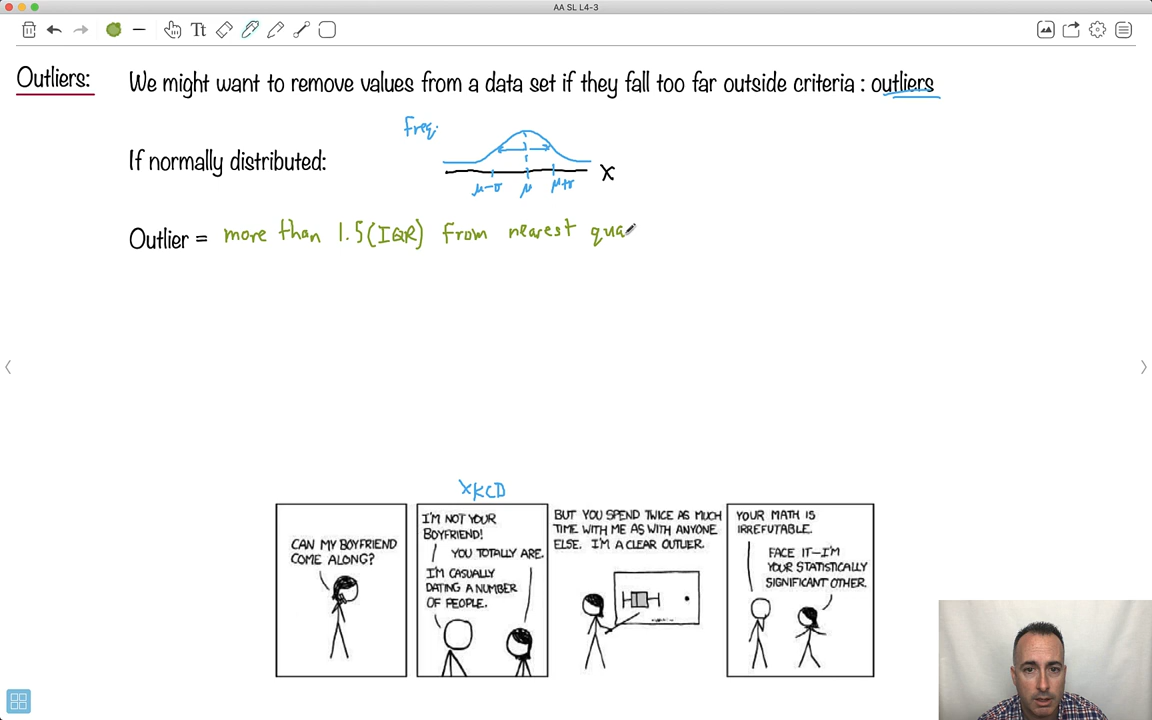 AA SL L4-3
Tt
Outliers: We might want to remove values from a data set if they fall too far outside criteria : outliers
Freq.
If normally distributed:
X
μ-σ μ μ+σ
Outlier = more than 1.5(IQR) from nearest qua
XKCD
CAN MY BOYFRIEND
COME ALONG?
I'M NOT YOUR
BOYFRIEND!
YOU TOTALLY ARE.
I'M CASUALLY
DATING A NUMBER
OF PEOPLE.
BUT YOU SPEND TWICE AS MUCH
TIME WITH ME AS WITH ANYONE
ELSE. I'M A CLEAR OUTLIER.
YOUR MATH IS
IRREFUTABLE.
FACE IT—I'M
YOUR STATISTICALLY
SIGNIFICANT OTHER.